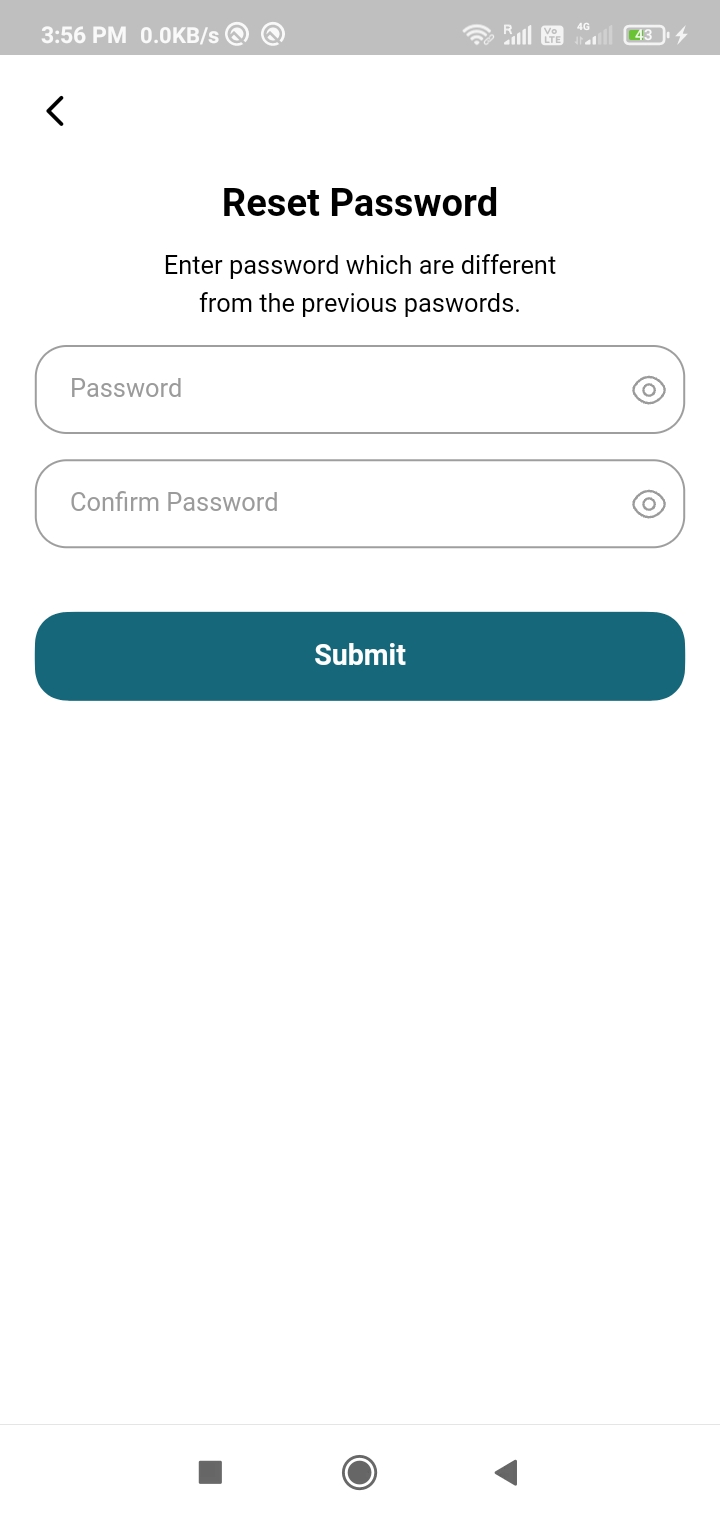 3:56 PM 0.0KB/s R Vo LTE 4G 43
Reset Password
Enter password which are different
from the previous paswords.
Password
Confirm Password
Submit